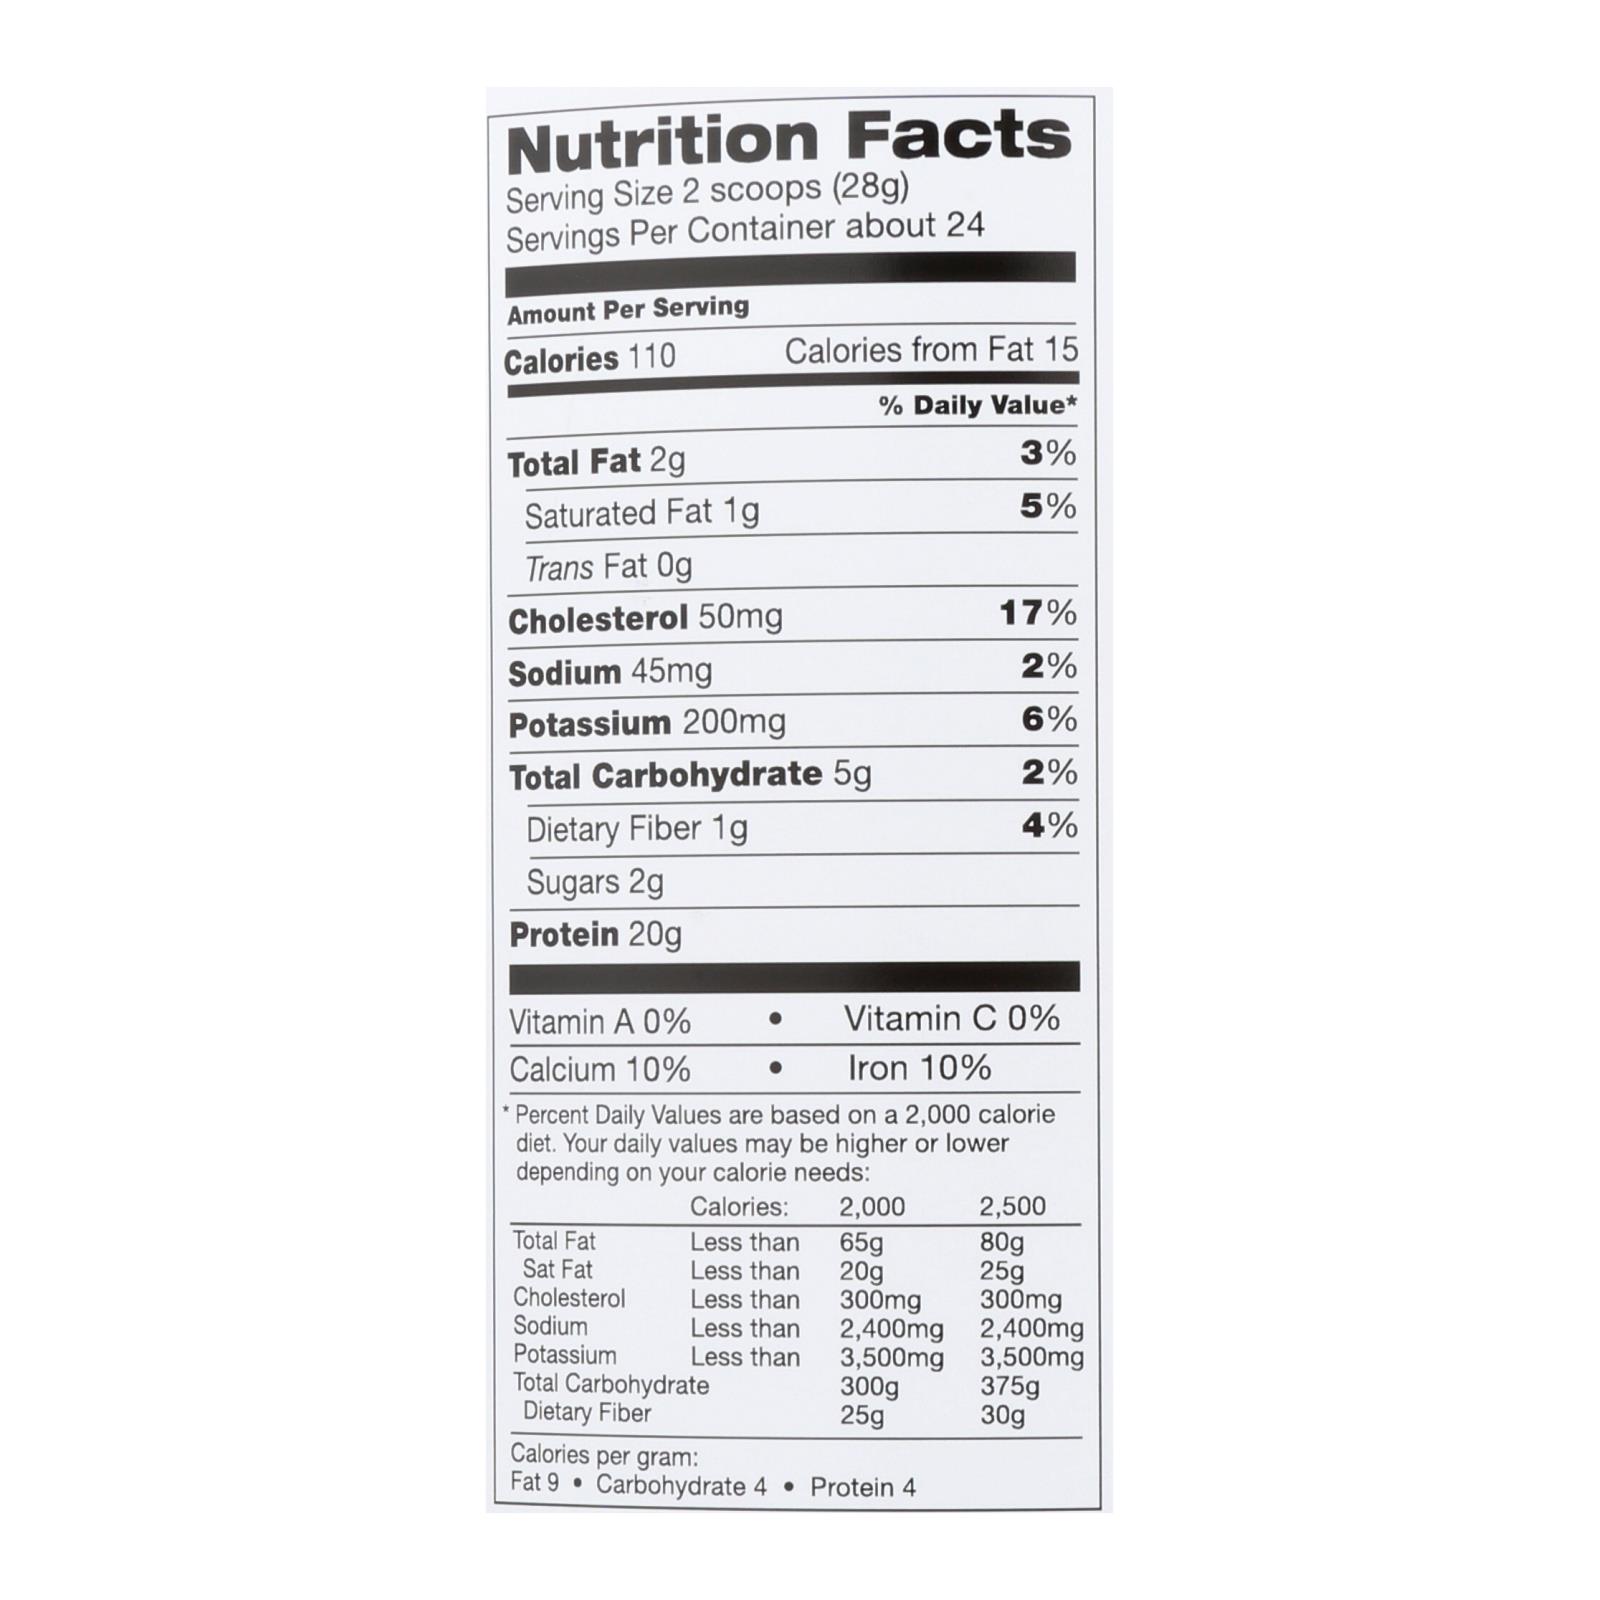 Nutrition Facts
Serving Size 2 scoops (28g)
Servings Per Container about 24
Amount Per Serving
Calories 110 Calories from Fat 15
% Daily Value*
Total Fat 2g 3%
Saturated Fat 1g 5%
Trans Fat 0g
Cholesterol 50mg 17%
Sodium 45mg 2%
Potassium 200mg 6%
Total Carbohydrate 5g 2%
Dietary Fiber 1g 4%
Sugars 2g
Protein 20g
Vitamin A 0% • Vitamin C 0%
Calcium 10% • Iron 10%
* Percent Daily Values are based on a 2,000 calorie
diet. Your daily values may be higher or lower
depending on your calorie needs:
Calories: 2,000 2,500
Total Fat Less than 65g 80g
Sat Fat Less than 20g 25g
Cholesterol Less than 300mg 300mg
Sodium Less than 2,400mg 2,400mg
Potassium Less than 3,500mg 3,500mg
Total Carbohydrate 300g 375g
Dietary Fiber 25g 30g
Calories per gram:
Fat 9 • Carbohydrate 4 • Protein 4